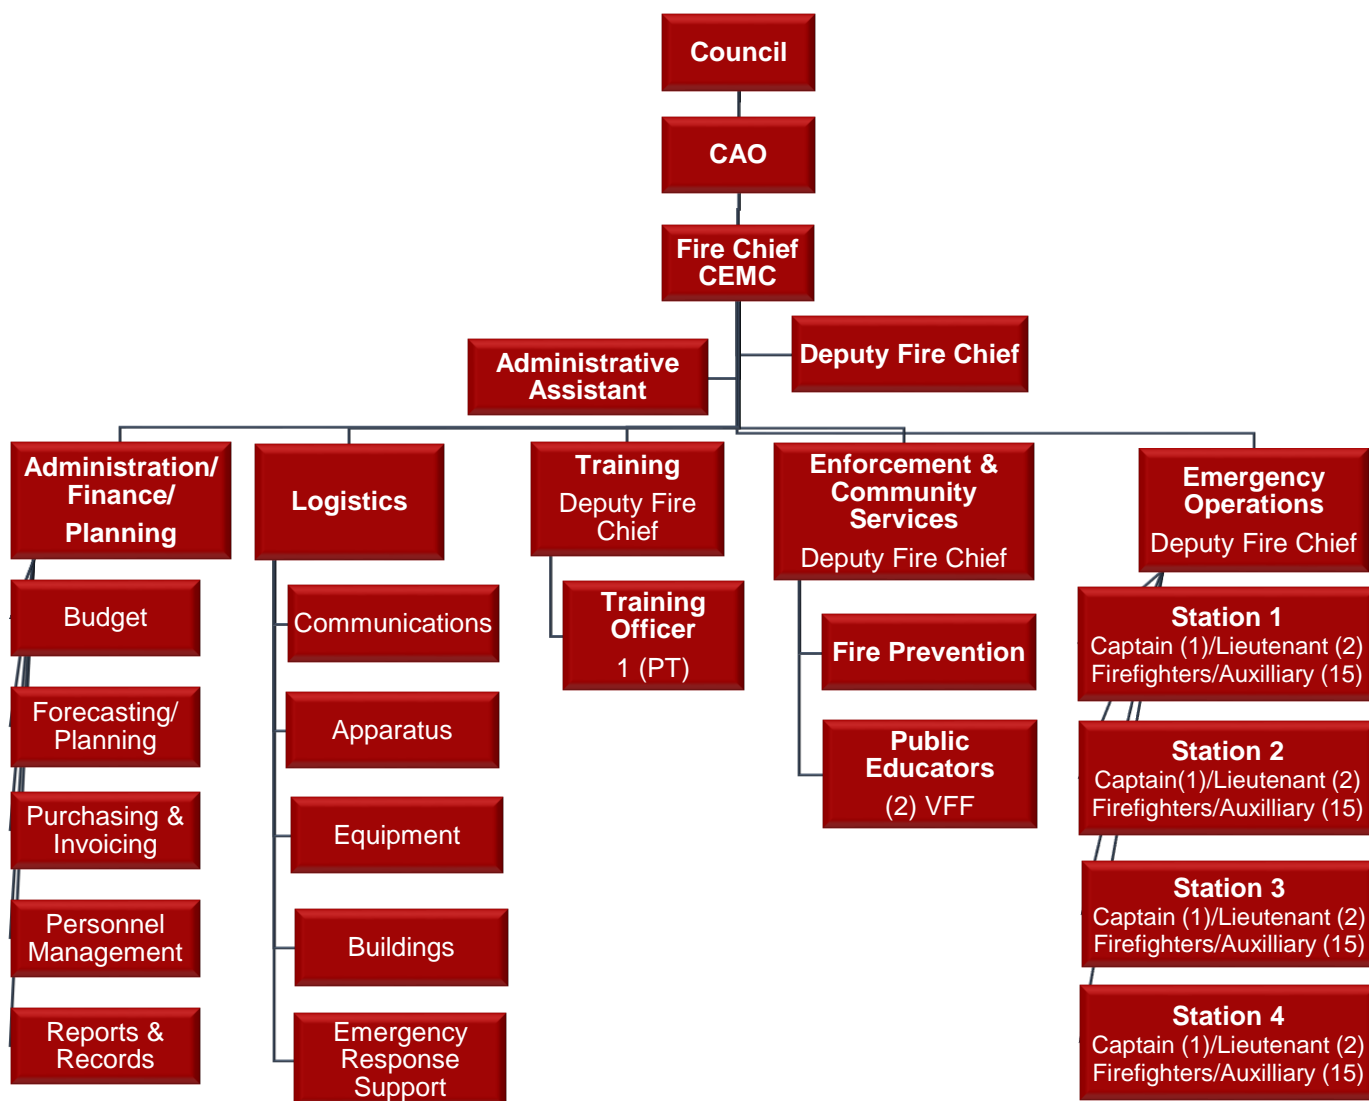 Council
CAO
Fire Chief
CEMC
Deputy Fire Chief
Administrative
Assistant
Administration/
Finance/
Planning
Budget
Forecasting/
Planning
Purchasing &
Invoicing
Personnel
Management
Reports &
Records
Logistics
Communications
Apparatus
Equipment
Buildings
Emergency
Response
Support
Training
Deputy Fire
Chief
Training
Officer
1 (PT)
Enforcement &
Community
Services
Deputy Fire Chief
Fire Prevention
Public
Educators
(2) VFF
Emergency
Operations
Deputy Fire Chief
Station 1
Captain (1)/Lieutenant (2)
Firefighters/Auxilliary (15)
Station 2
Captain(1)/Lieutenant (2)
Firefighters/Auxilliary (15)
Station 3
Captain (1)/Lieutenant (2)
Firefighters/Auxilliary (15)
Station 4
Captain (1)/Lieutenant (2)
Firefighters/Auxilliary (15)